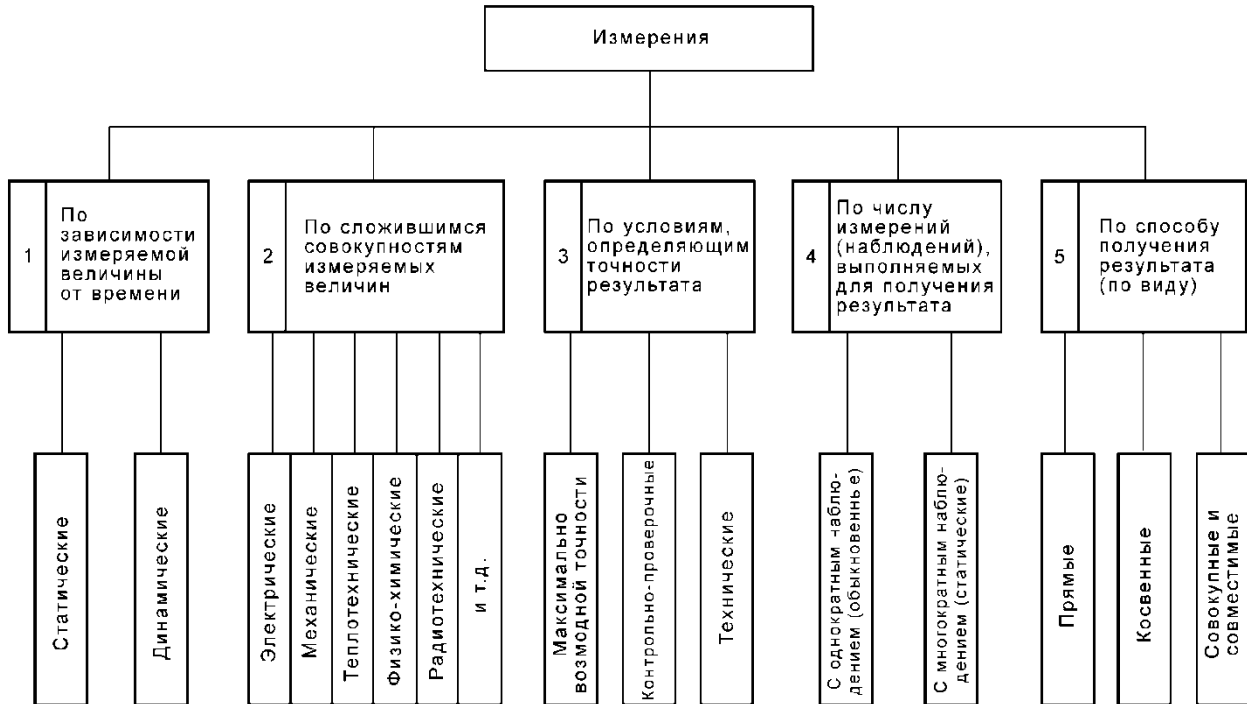 Измерения
1
По
зависимости
измеряемой
величины
от времени
2
По сложившимся
совокупностям
измеряемых
величин
3
По условиям,
определяющим
точности
результата
4
По числу
измерений
(наблюдений),
выполняемых
для получения
результата
5
По способу
получения
результата
(по виду)
Статические
Динамические
Электрические
Механические
Теплотехнические
Физико-химические
Радиотехнические
и т.д.
Максимально
возмодной точности
Контрольно-проверочные
Технические
С однократным наблю-
дением (обыкновенные)
С многократным наблю-
дением (статические)
Прямые
Косвенные
Совокупные и
совместимые